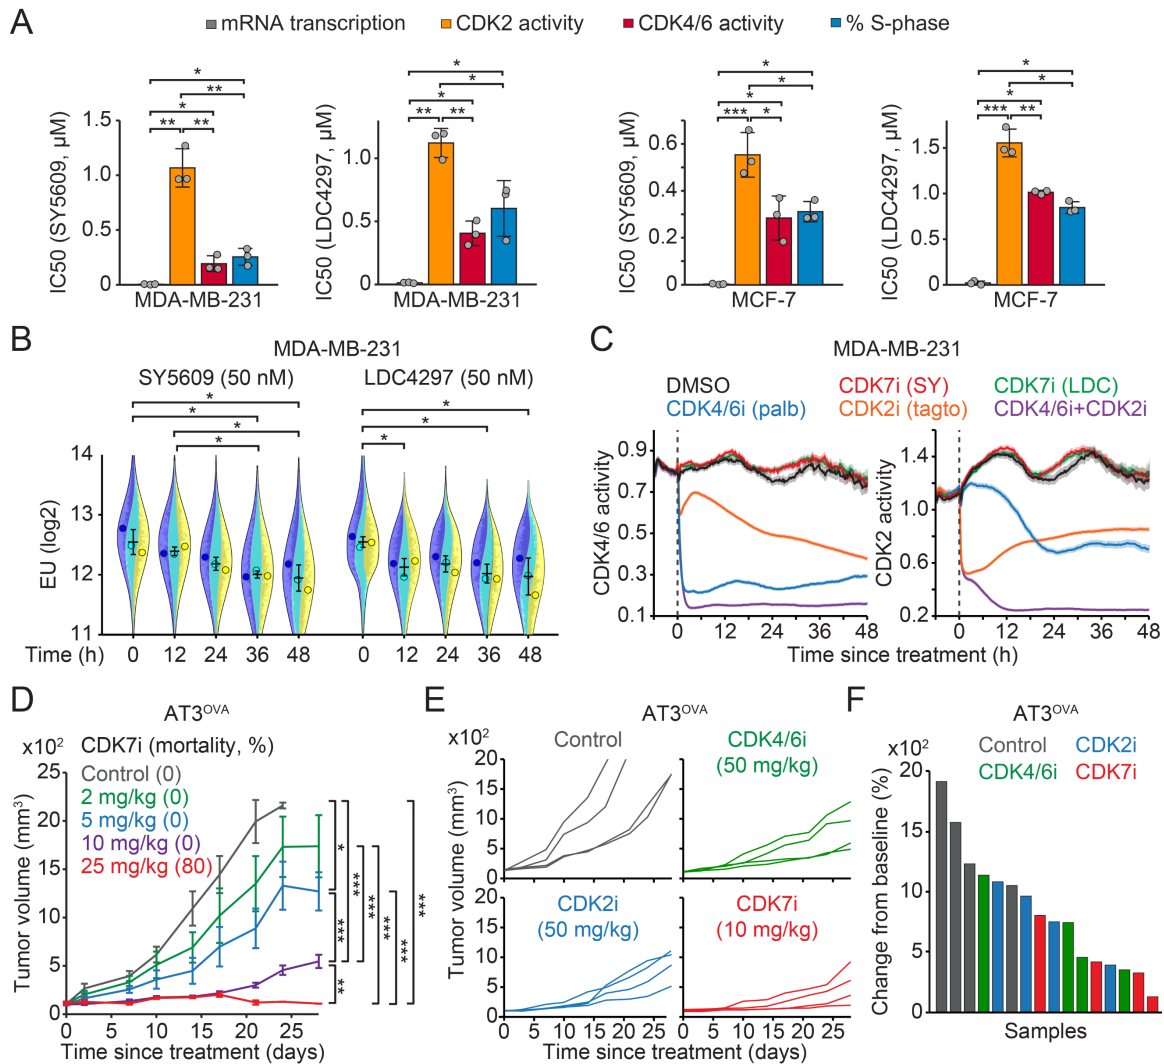 A
mRNA transcription CDK2 activity CDK4/6 activity % S-phase
* ** * ** **
* * * ** **
* * * *** *
* * * *** **
IC50 (SY5609, µM)
1.5
1.0
0.5
0
MDA-MB-231
IC50 (LDC4297, µM)
1.0
0.5
0
MDA-MB-231
IC50 (SY5609, µM)
0.6
0.3
0
MCF-7
IC50 (LDC4297, µM)
1.5
1.0
0.5
0
MCF-7
B
MDA-MB-231
SY5609 (50 nM) LDC4297 (50 nM)
* * * *
* * *
EU (log2)
14
13
12
11
Time (h) 0 12 24 36 48 0 12 24 36 48
C
MDA-MB-231
DMSO CDK7i (SY) CDK7i (LDC)
CDK4/6i (palb) CDK2i (tagto) CDK4/6i+CDK2i
CDK4/6 activity
0.9
0.7
0.5
0.3
0.1
0 12 24 36 48
CDK2 activity
1.4
1.0
0.6
0.2
0 12 24 36 48
Time since treatment (h)
D
AT3OVA
x10²
CDK7i (mortality, %)
Control (0)
2 mg/kg (0)
5 mg/kg (0)
10 mg/kg (0)
25 mg/kg (80)
Tumor volume (mm³)
25
20
15
10
5
0
0 5 10 15 20 25
Time since treatment (days)
* *** ** *** *** *** *** ***
E
AT3OVA
x10²
Control
CDK4/6i
(50 mg/kg)
CDK2i
(50 mg/kg)
CDK7i
(10 mg/kg)
Tumor volume (mm³)
20
15
10
5
20
15
10
5
0
0 5 10 15 20 25 0 5 10 15 20 25
Time since treatment (days)
F
AT3OVA
x10²
Control CDK2i
CDK4/6i CDK7i
Change from baseline (%)
20
15
10
5
0
Samples